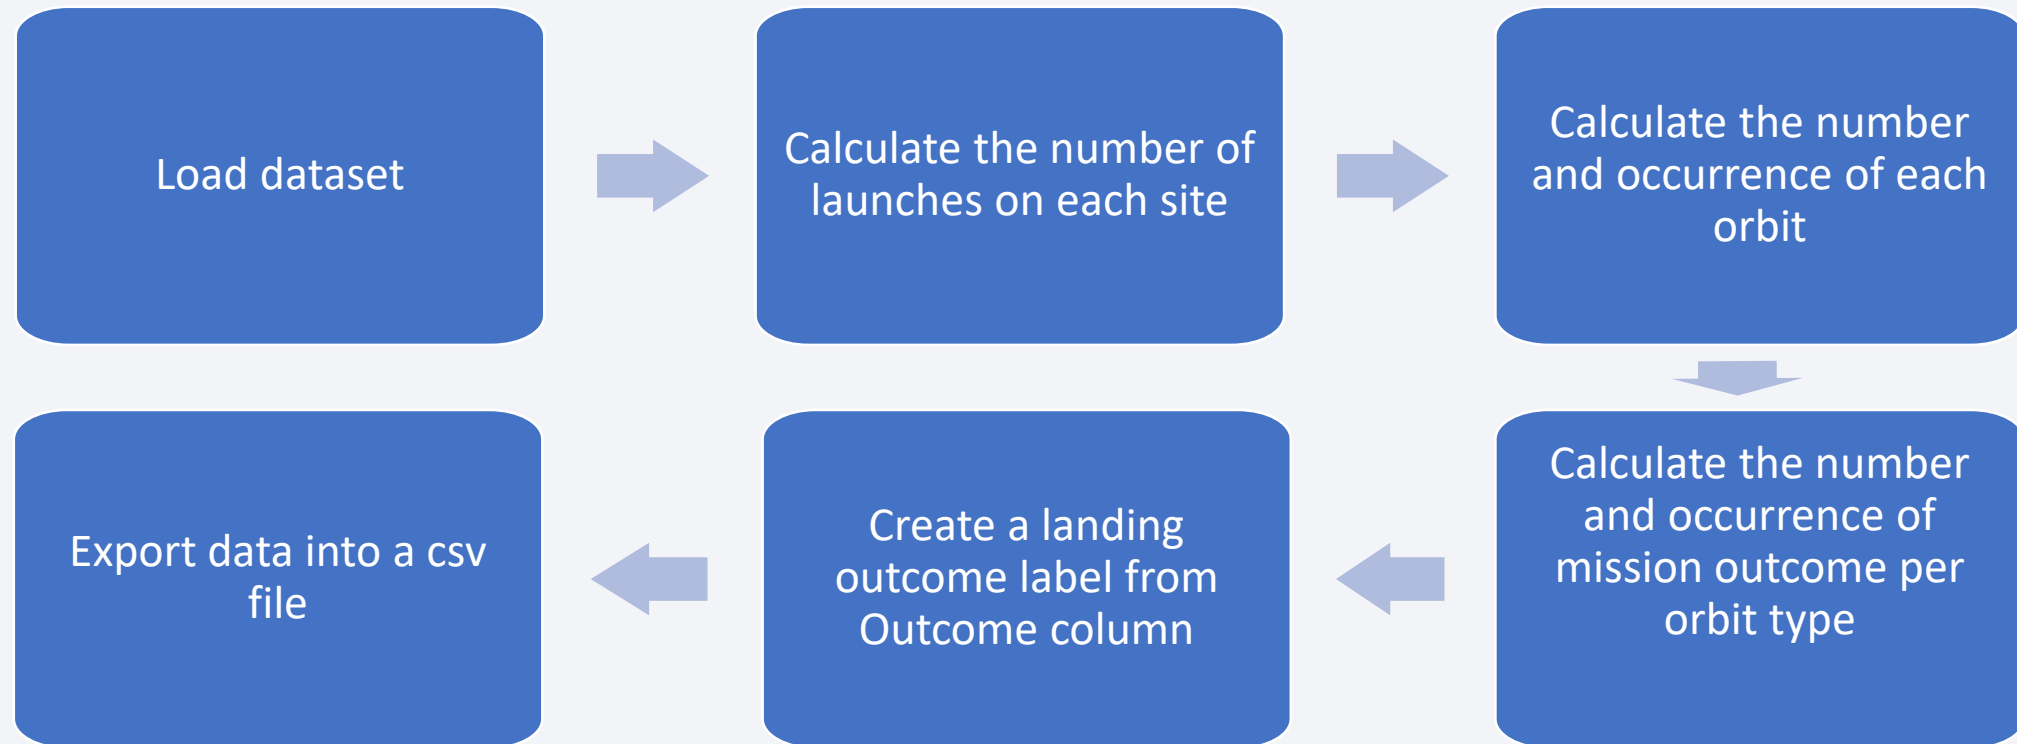 Load dataset
Calculate the number of
launches on each site
Calculate the number
and occurrence of each
orbit
Calculate the number
and occurrence of
mission outcome per
orbit type
Create a landing
outcome label from
Outcome column
Export data into a csv
file